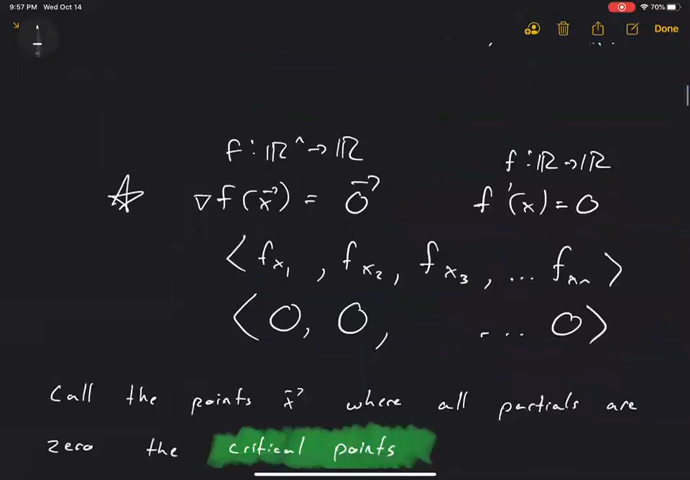 9:57 PM Wed Oct 14
70%
Done
f : ℝⁿ → ℝ
f : ℝ → ℝ
☆ ∇f(x⃗) = 0⃗
f'(x) = 0
⟨f_x₁, f_x₂, f_x₃, ... f_xₙ⟩
⟨0, 0, ... 0⟩
Call the points x⃗ where all partials are
zero the critical points